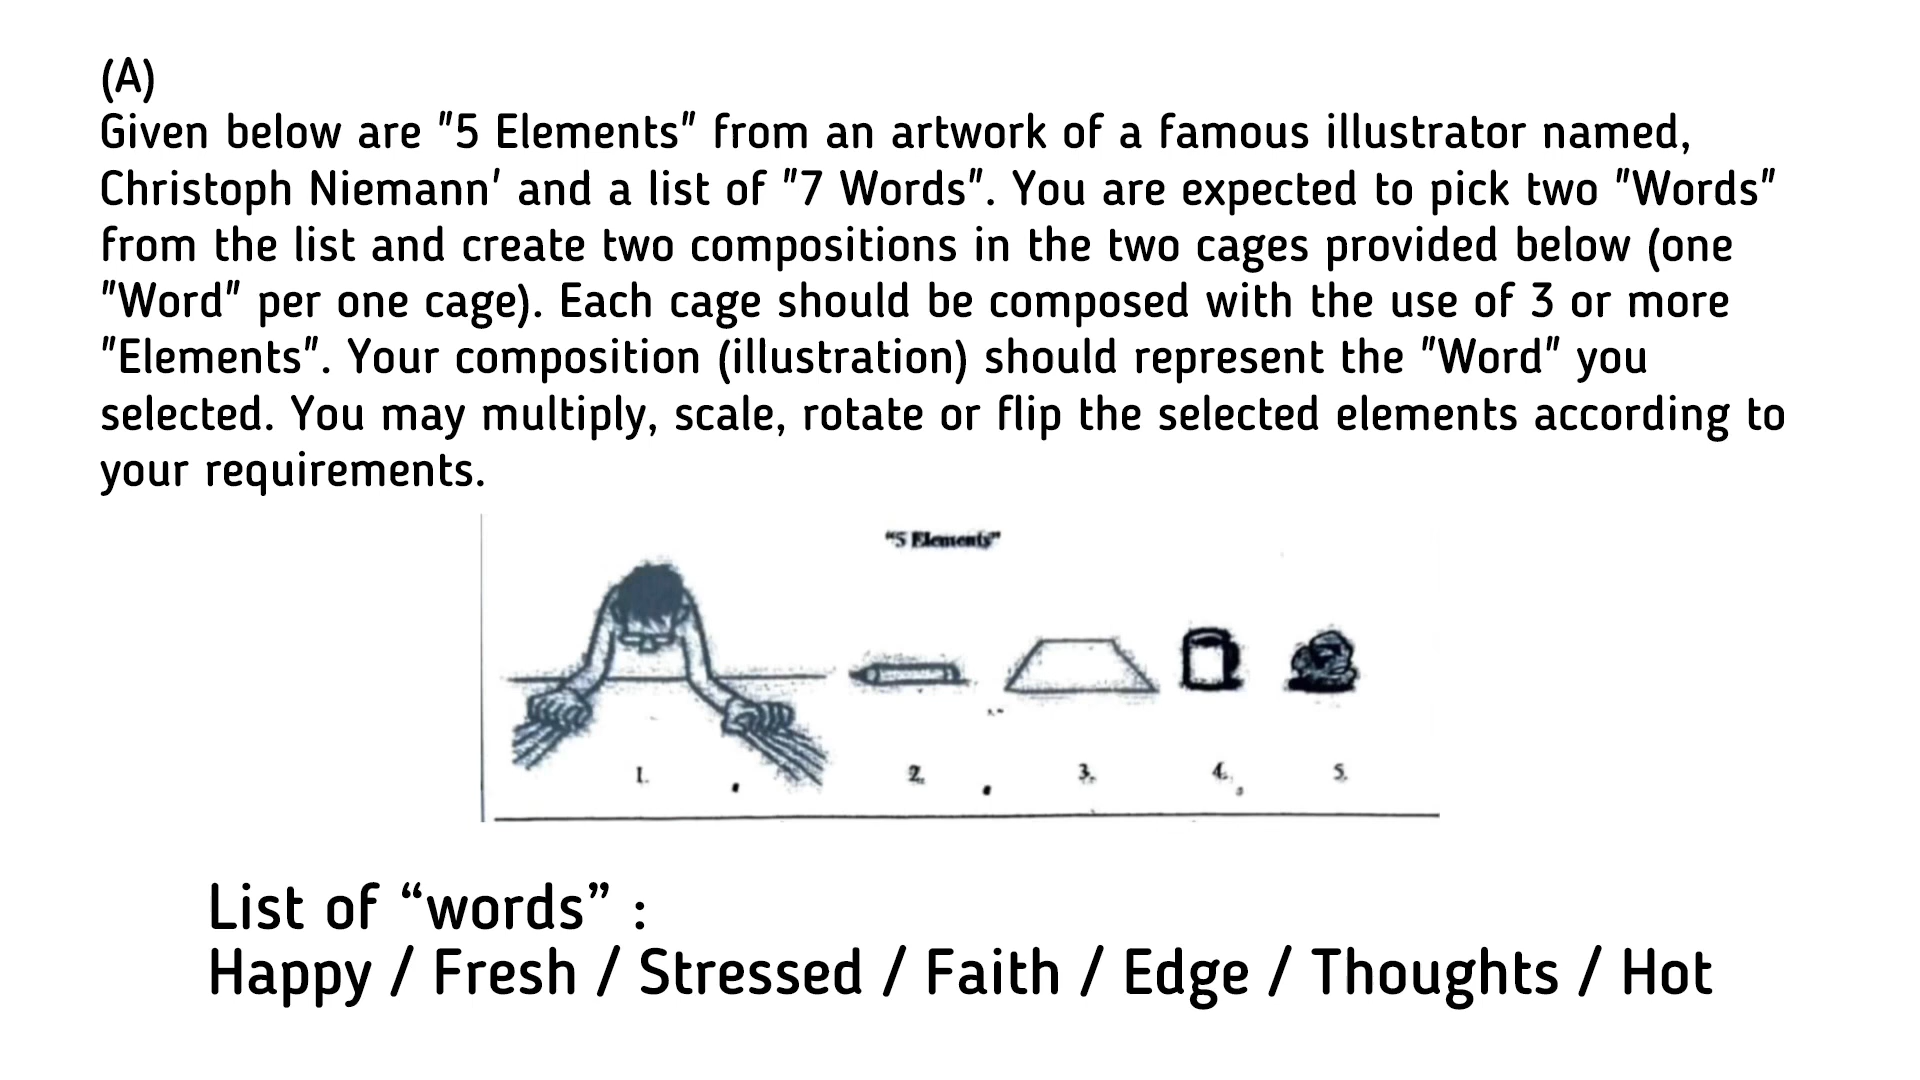 (A)
Given below are "5 Elements" from an artwork of a famous illustrator named,
Christoph Niemann' and a list of "7 Words". You are expected to pick two "Words"
from the list and create two compositions in the two cages provided below (one
"Word" per one cage). Each cage should be composed with the use of 3 or more
"Elements". Your composition (illustration) should represent the "Word" you
selected. You may multiply, scale, rotate or flip the selected elements according to
your requirements.
"5 Elements"
1. 2. 3. 4. 5.
List of “words” :
Happy / Fresh / Stressed / Faith / Edge / Thoughts / Hot